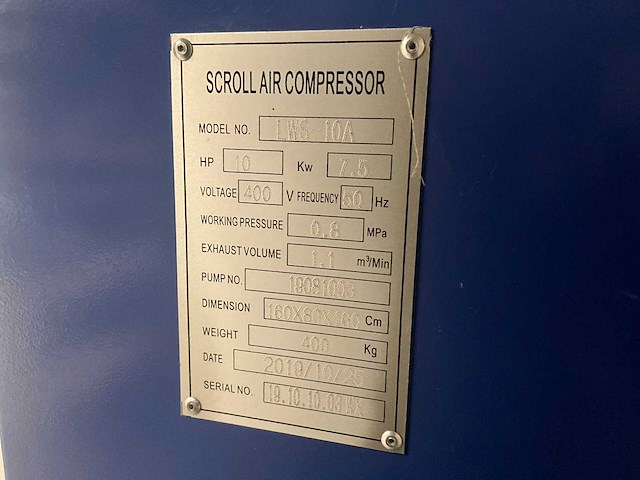 SCROLL AIR COMPRESSOR
MODEL NO. LWS 10A
HP 10 Kw 7.5
VOLTAGE 400 V FREQUENCY Hz
WORKING PRESSURE 0.8 MPa
EXHAUST VOLUME 1.1 m³/Min
PUMP NO.
DIMENSION Cm
WEIGHT 400 Kg
DATE 2019/10/25
SERIAL NO.